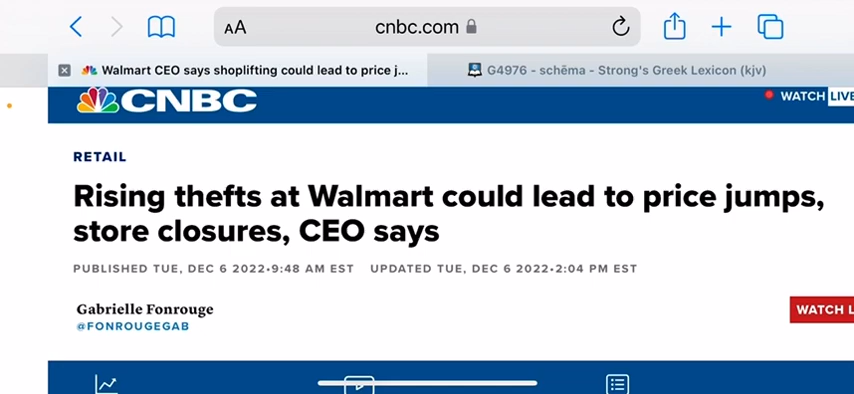 AA cnbc.com
Walmart CEO says shoplifting could lead to price j... G4976 - schēma - Strong's Greek Lexicon (kjv)
CNBC WATCH LIVE
RETAIL
Rising thefts at Walmart could lead to price jumps,
store closures, CEO says
PUBLISHED TUE, DEC 6 2022•9:48 AM EST UPDATED TUE, DEC 6 2022•2:04 PM EST
Gabrielle Fonrouge
@FONROUGEGAB
WATCH L